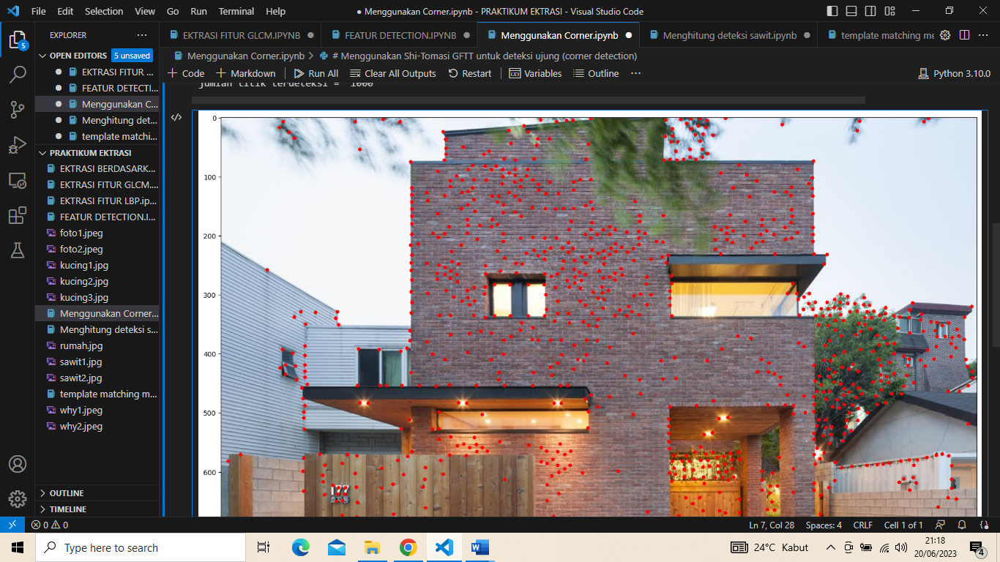 File Edit Selection View Go Run Terminal Help
● Menggunakan Corner.ipynb - PRAKTIKUM EKTRASI - Visual Studio Code
EXPLORER
EKTRASI FITUR GLCM.IPYNB
FEATUR DETECTION.IPYNB
Menggunakan Corner.ipynb
Menghitung deteksi sawit.ipynb
template matching me
5
OPEN EDITORS 5 unsaved
EKTRASI FITUR ...
FEATUR DETECTI...
Menggunakan C...
Menghitung det...
template matchi...
PRAKTIKUM EKTRASI
EKTRASI BERDASARK...
EKTRASI FITUR GLCM....
EKTRASI FITUR LBP.ip...
FEATUR DETECTION.I...
foto1.jpeg
foto2.jpeg
kucing1.jpg
kucing2.jpg
kucing3.jpg
Menggunakan Corner...
Menghitung deteksi s...
rumah.jpg
sawit1.jpg
sawit2.jpg
template matching m...
why1.jpeg
why2.jpeg
OUTLINE
TIMELINE
Menggunakan Corner.ipynb > # Menggunakan Shi-Tomasi GFTT untuk deteksi ujung (corner detection)
+ Code + Markdown Run All Clear All Outputs Restart Variables Outline ... Python 3.10.0
jumlah titik terdeteksi = 1000
0
100
200
300
400
500
600
177
0 0
Ln 7, Col 28 Spaces: 4 CRLF Cell 1 of 1
Type here to search
24°C Kabut
21:18
20/06/2023
4